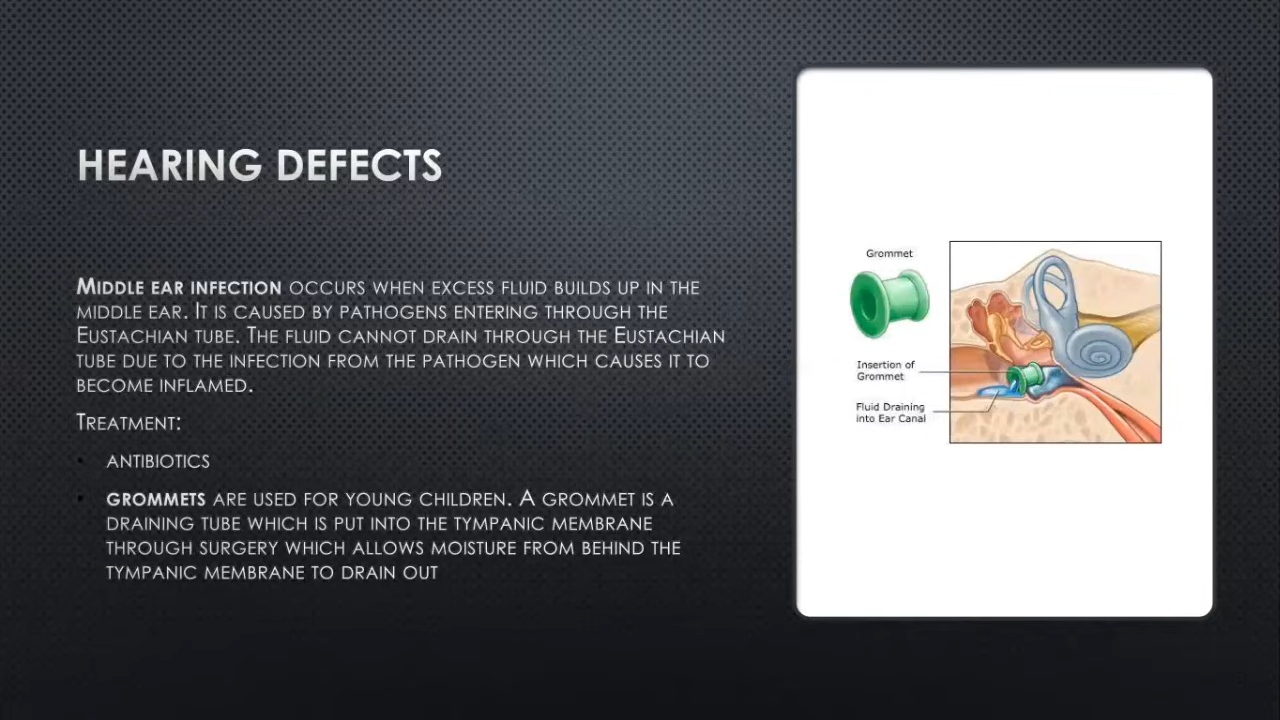 HEARING DEFECTS
MIDDLE EAR INFECTION OCCURS WHEN EXCESS FLUID BUILDS UP IN THE
MIDDLE EAR. IT IS CAUSED BY PATHOGENS ENTERING THROUGH THE
EUSTACHIAN TUBE. THE FLUID CANNOT DRAIN THROUGH THE EUSTACHIAN
TUBE DUE TO THE INFECTION FROM THE PATHOGEN WHICH CAUSES IT TO
BECOME INFLAMED.
TREATMENT:
ANTIBIOTICS
GROMMETS ARE USED FOR YOUNG CHILDREN. A GROMMET IS A
DRAINING TUBE WHICH IS PUT INTO THE TYMPANIC MEMBRANE
THROUGH SURGERY WHICH ALLOWS MOISTURE FROM BEHIND THE
TYMPANIC MEMBRANE TO DRAIN OUT
Grommet
Insertion of
Grommet
Fluid Draining
into Ear Canal